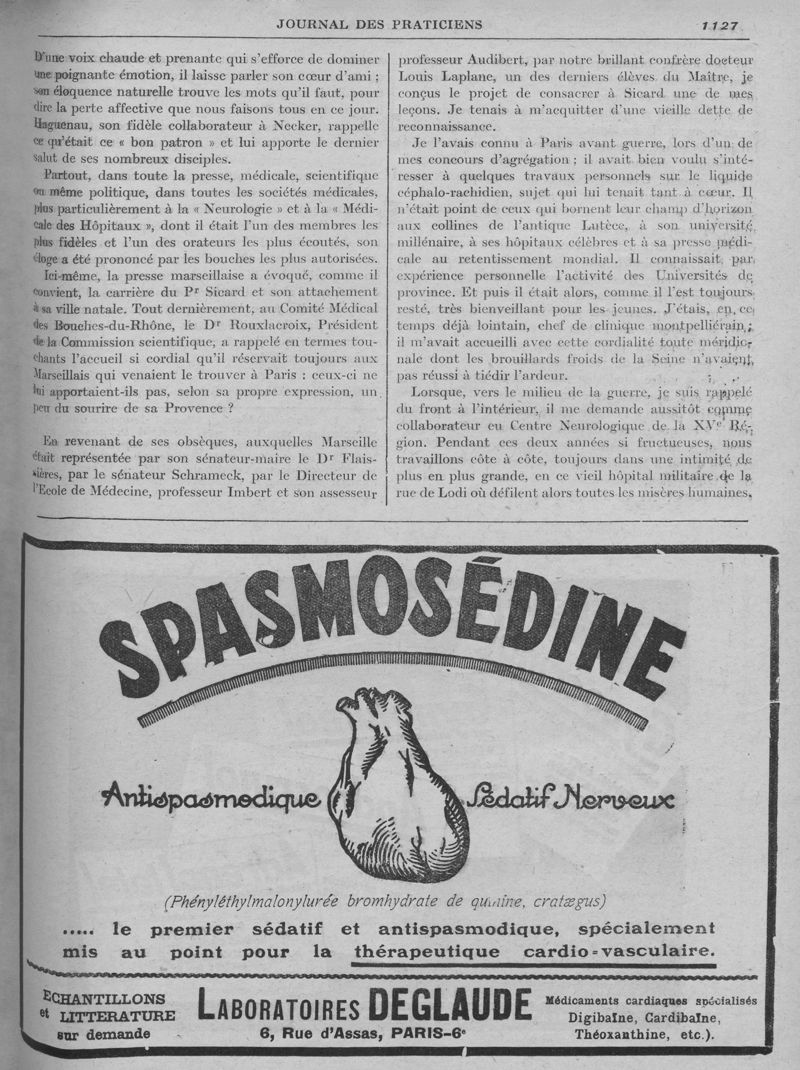 JOURNAL DES PRATICIENS
1127
D'une voix chaude et prenante qui s'efforce de dominer
une poignante émotion, il laisse parler son cœur d'ami ;
son éloquence naturelle trouve les mots qu'il faut, pour
dire la perte affective que nous faisons tous en ce jour.
Haguenau, son fidèle collaborateur à Necker, rappelle
ce qu'était ce « bon patron » et lui apporte le dernier
salut de ses nombreux disciples.
Partout, dans toute la presse, médicale, scientifique
ou même politique, dans toutes les sociétés médicales,
plus particulièrement à la « Neurologie » et à la « Médi-
cale des Hôpitaux », dont il était l'un des membres les
plus fidèles et l'un des orateurs les plus écoutés, son
éloge a été prononcé par les bouches les plus autorisées.
Ici-même, la presse marseillaise a évoqué, comme il
convient, la carrière du Pr Sicard et son attachement
à sa ville natale. Tout dernièrement, au Comité Médical
des Bouches-du-Rhône, le Dr Rouxlacroix, Président
de la Commission scientifique, a rappelé en termes tou-
chants l'accueil si cordial qu'il réservait toujours aux
Marseillais qui venaient le trouver à Paris : ceux-ci ne
lui apportaient-ils pas, selon sa propre expression, un
peu du sourire de sa Provence ?
En revenant de ses obsèques, auxquelles Marseille
était représentée par son sénateur-maire le Dr Flais-
sières, par le sénateur Schrameck, par le Directeur de
l'Ecole de Médecine, professeur Imbert et son assesseur
professeur Audibert, par notre brillant confrère docteur
Louis Laplane, un des derniers élèves du Maître, je
conçus le projet de consacrer à Sicard une de mes
leçons. Je tenais à m'acquitter d'une vieille dette de
reconnaissance.
Je l'avais connu à Paris avant guerre, lors d'un de
mes concours d'agrégation ; il avait bien voulu s'inté-
resser à quelques travaux personnels sur le liquide
céphalo-rachidien, sujet qui lui tenait tant à cœur. Il
n'était point de ceux qui bornent leur champ d'horizon
aux collines de l'antique Lutèce, à son université
millénaire, à ses hôpitaux célèbres et à sa presse médi-
cale au retentissement mondial. Il connaissait par
expérience personnelle l'activité des Universités de
province. Et puis il était alors, comme il l'est toujours
resté, très bienveillant pour les jeunes. J'étais, en ce
temps déjà lointain, chef de clinique montpelliérain ;
il m'avait accueilli avec cette cordialité toute méridio-
nale dont les brouillards froids de la Seine n'avaient
pas réussi à tiédir l'ardeur.
Lorsque, vers le milieu de la guerre, je suis rappelé
du front à l'intérieur, il me demande aussitôt comme
collaborateur eu Centre Neurologique de la XVe Ré-
gion. Pendant ces deux années si fructueuses, nous
travaillons côte à côte, toujours dans une intimité de
plus en plus grande, en ce vieil hôpital militaire de la
rue de Lodi où défilent alors toutes les misères humaines.
SPASMOSÉDINE
Antispasmodique Sédatif Nerveux
(Phényléthylmalonylurée bromhydrate de quinine, cratægus)
..... le premier sédatif et antispasmodique, spécialement
mis au point pour la thérapeutique cardio-vasculaire.
ECHANTILLONS
et LITTERATURE
sur demande
LABORATOIRES DEGLAUDE
6, Rue d'Assas, PARIS-6e
Médicaments cardiaques spécialisés
Digibaïne, Cardibaïne,
Théoxanthine, etc.).